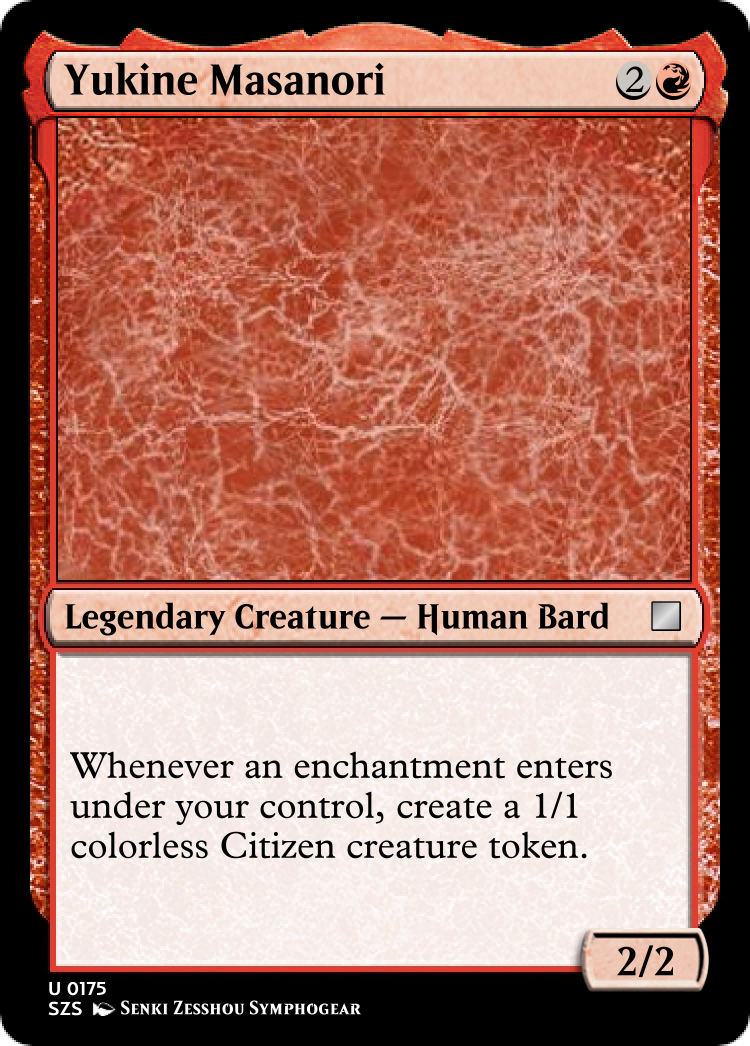 Yukine Masanori 2
Legendary Creature — Human Bard
Whenever an enchantment enters
under your control, create a 1/1
colorless Citizen creature token.
2/2
U 0175
SZS Senki Zesshou Symphogear